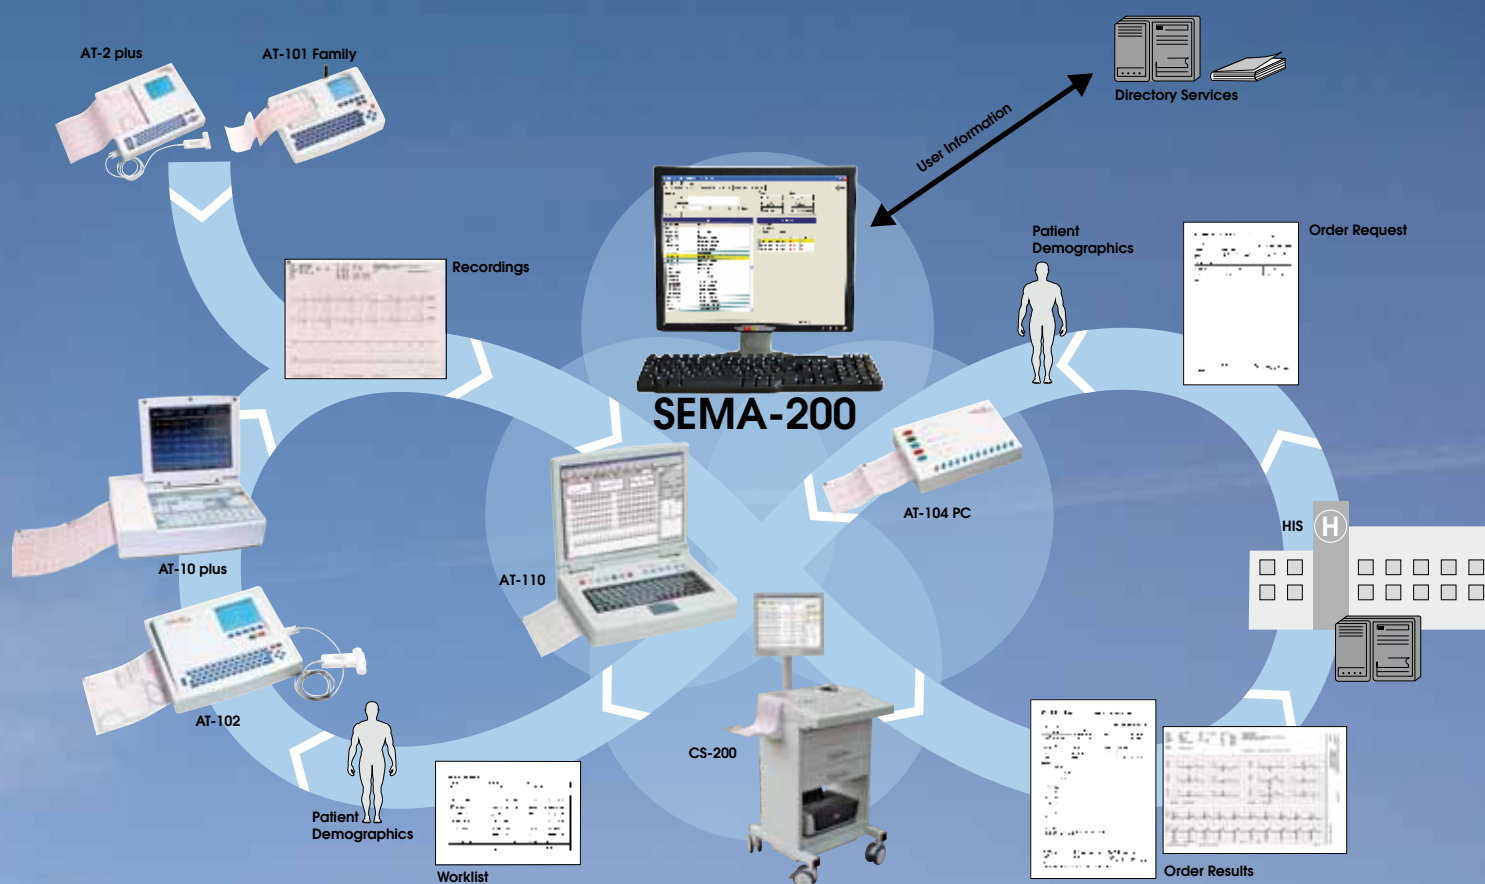 AT-2 plus
AT-101 Family
Directory Services
User Information
Recordings
Patient
Demographics
Order Request
SEMA-200
AT-104 PC
HIS
H
AT-10 plus
AT-110
AT-102
CS-200
Patient
Demographics
Worklist
Order Results